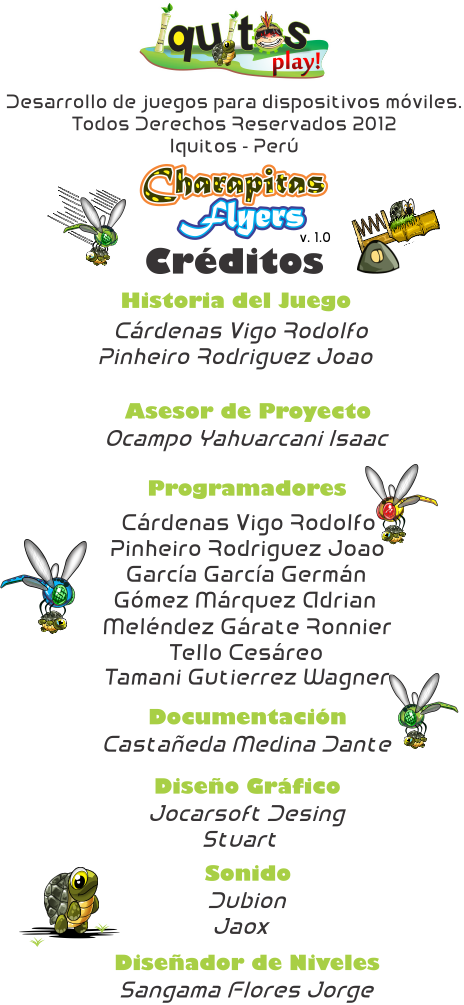 Iquitos
play!
Desarrollo de juegos para dispositivos móviles.
Todos Derechos Reservados 2012
Iquitos - Perú
Charapitas
Flyers
v. 1.0
Créditos
Historia del Juego
Cárdenas Vigo Rodolfo
Pinheiro Rodriguez Joao
Asesor de Proyecto
Ocampo Yahuarcani Isaac
Programadores
Cárdenas Vigo Rodolfo
Pinheiro Rodriguez Joao
García García Germán
Gómez Márquez Adrian
Meléndez Gárate Ronnier
Tello Cesáreo
Tamani Gutierrez Wagner
Documentación
Castañeda Medina Dante
Diseño Gráfico
Jocarsoft Desing
Stuart
Sonido
Dubion
Jaox
Diseñador de Niveles
Sangama Flores Jorge